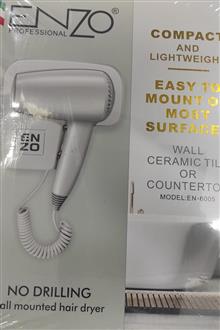 ENZO®
PROFESSIONAL
EN
ZO
NO DRILLING
all mounted hair dryer
COMPACT
AND
LIGHTWEIGH
EASY TO
MOUNT O
MOST
SURFACE
WALL
CERAMIC TIL
OR
COUNTERTO
MODEL:EN-6005